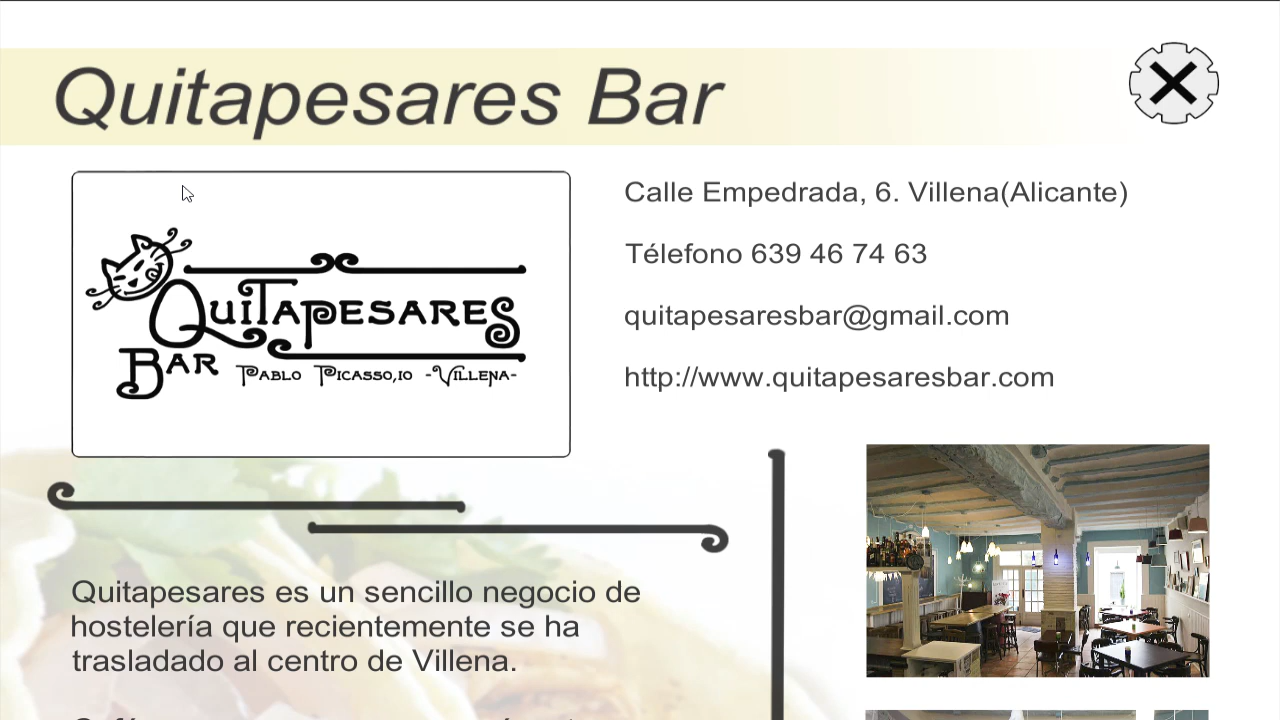 Quitapesares Bar
QUITAPESARES
BAR PABLO PICASSO,10 -VILLENA-
Calle Empedrada, 6. Villena(Alicante)
Télefono 639 46 74 63
quitapesaresbar@gmail.com
http://www.quitapesaresbar.com
Quitapesares es un sencillo negocio de
hostelería que recientemente se ha
trasladado al centro de Villena.